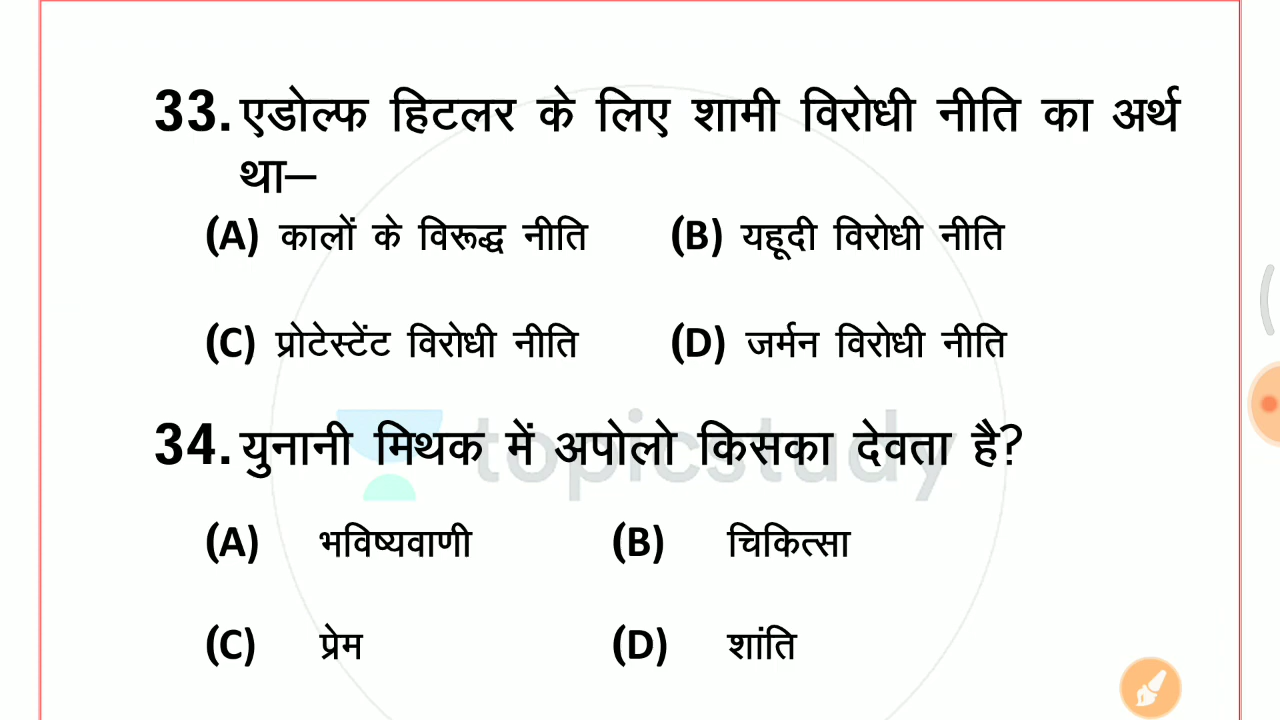 33. एडोल्फ हिटलर के लिए शामी विरोधी नीति का अर्थ
था–
(A) कालों के विरूद्ध नीति (B) यहूदी विरोधी नीति
(C) प्रोटेस्टेंट विरोधी नीति (D) जर्मन विरोधी नीति
34. युनानी मिथक में अपोलो किसका देवता है?
topicstudy
(A) भविष्यवाणी (B) चिकित्सा
(C) प्रेम (D) शांति